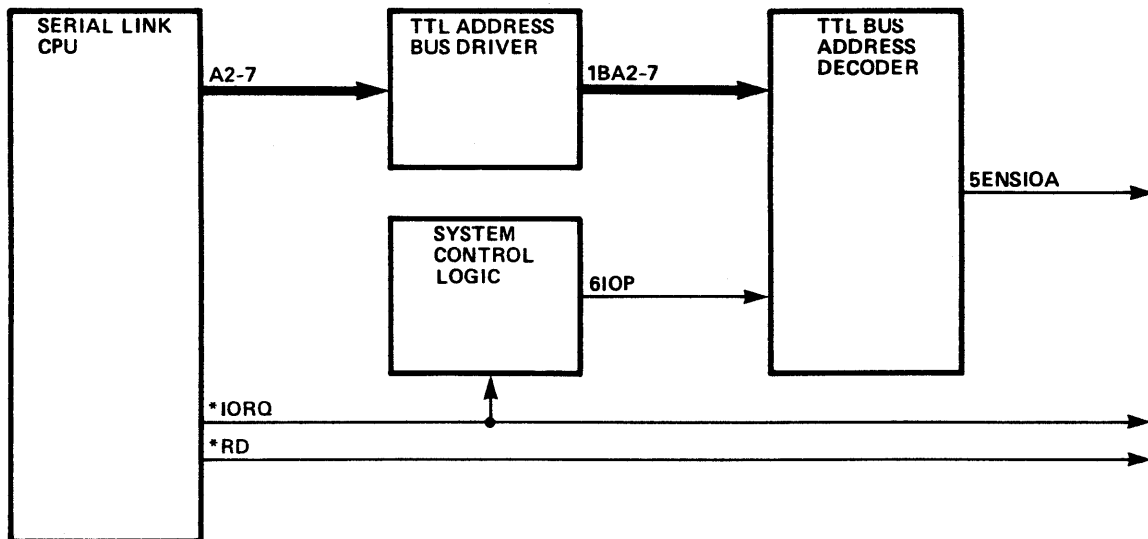 SERIAL LINK
CPU
TTL ADDRESS
BUS DRIVER
TTL BUS
ADDRESS
DECODER
A2-7
1BA2-7
5ENSIOA
SYSTEM
CONTROL
LOGIC
6IOP
*IORQ
*RD